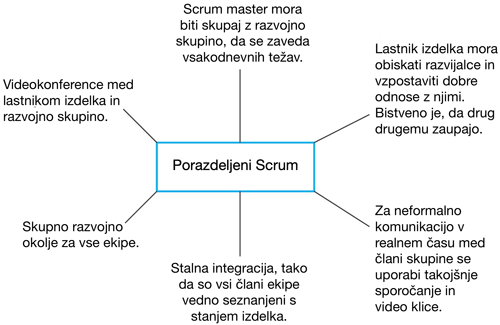 Scrum master mora
biti skupaj z razvojno
skupino, da se zaveda
vsakodnevnih težav.
Lastnik izdelka mora
obiskati razvijalce in
vzpostaviti dobre
odnose z njimi.
Bistveno je, da drug
drugemu zaupajo.
Videokonference med
lastnikom izdelka in
razvojno skupino.
Porazdeljeni Scrum
Skupno razvojno
okolje za vse ekipe.
Stalna integracija, tako
da so vsi člani ekipe
vedno seznanjeni s
stanjem izdelka.
Za neformalno
komunikacijo v
realnem času med
člani skupine se
uporabi takojšnje
sporočanje in
video klice.